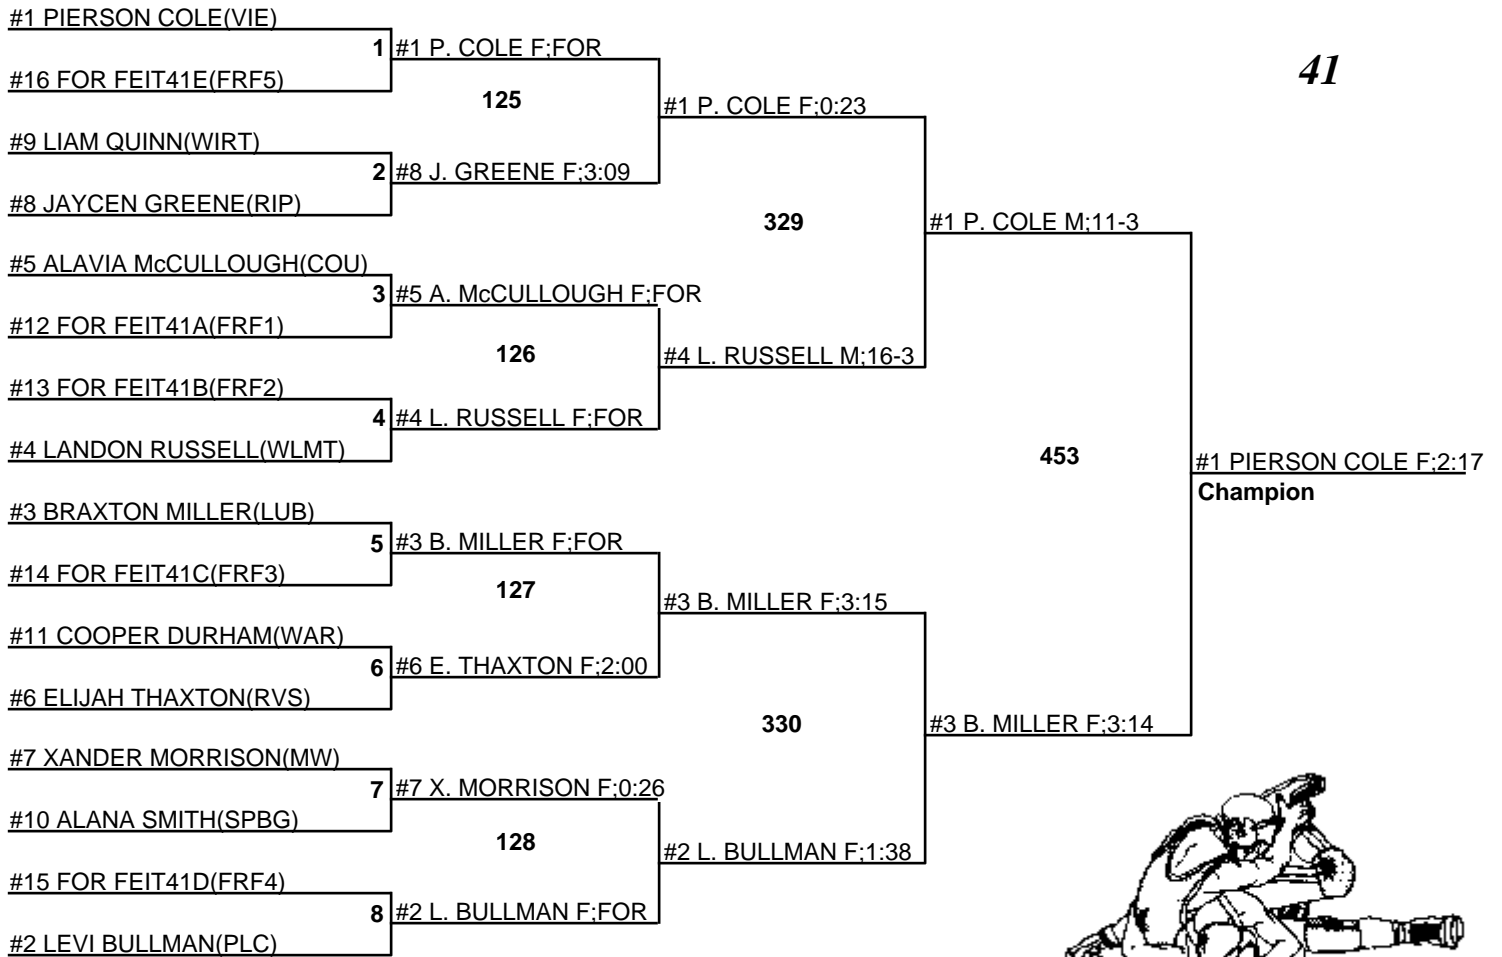 #1 PIERSON COLE(VIE)
1 #1 P. COLE F;FOR
41
#16 FOR FEIT41E(FRF5)
125
#1 P. COLE F;0:23
#9 LIAM QUINN(WIRT)
2 #8 J. GREENE F;3:09
#8 JAYCEN GREENE(RIP)
329
#1 P. COLE M;11-3
#5 ALAVIA McCULLOUGH(COU)
3 #5 A. McCULLOUGH F;FOR
#12 FOR FEIT41A(FRF1)
126
#4 L. RUSSELL M;16-3
#13 FOR FEIT41B(FRF2)
4 #4 L. RUSSELL F;FOR
#4 LANDON RUSSELL(WLMT)
453
#1 PIERSON COLE F;2:17
Champion
#3 BRAXTON MILLER(LUB)
5 #3 B. MILLER F;FOR
#14 FOR FEIT41C(FRF3)
127
#3 B. MILLER F;3:15
#11 COOPER DURHAM(WAR)
6 #6 E. THAXTON F;2:00
#6 ELIJAH THAXTON(RVS)
330
#3 B. MILLER F;3:14
#7 XANDER MORRISON(MW)
7 #7 X. MORRISON F;0:26
#10 ALANA SMITH(SPBG)
128
#2 L. BULLMAN F;1:38
#15 FOR FEIT41D(FRF4)
8 #2 L. BULLMAN F;FOR
#2 LEVI BULLMAN(PLC)